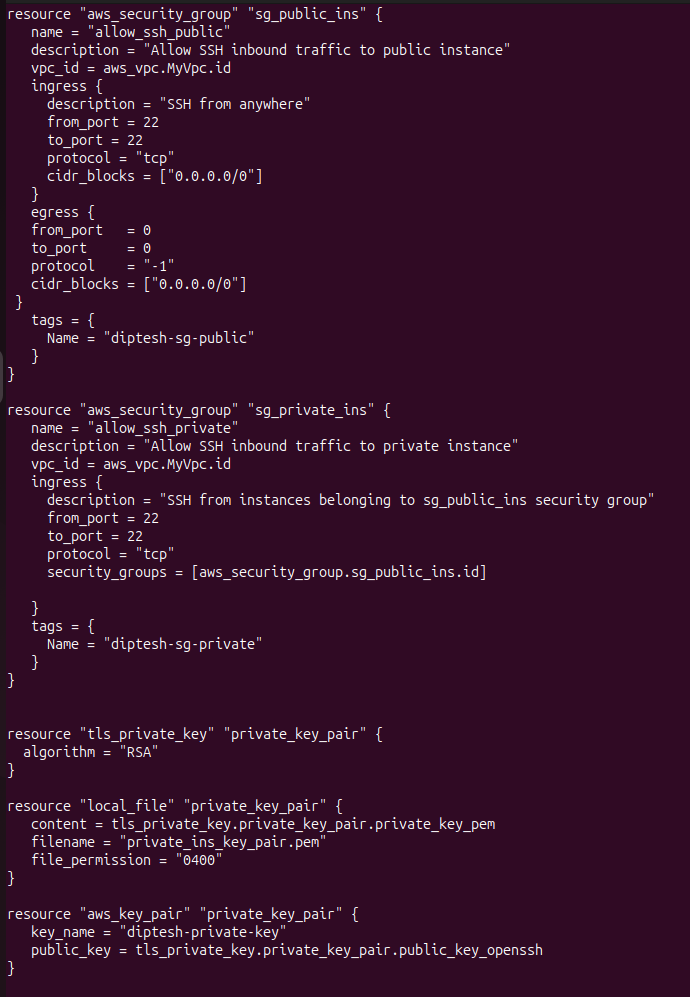 resource "aws_security_group" "sg_public_ins" {
   name = "allow_ssh_public"
   description = "Allow SSH inbound traffic to public instance"
   vpc_id = aws_vpc.MyVpc.id
   ingress {
     description = "SSH from anywhere"
     from_port = 22
     to_port = 22
     protocol = "tcp"
     cidr_blocks = ["0.0.0.0/0"]
   }
   egress {
   from_port   = 0
   to_port     = 0
   protocol    = "-1"
   cidr_blocks = ["0.0.0.0/0"]
 }
   tags = {
     Name = "diptesh-sg-public"
   }
}

resource "aws_security_group" "sg_private_ins" {
   name = "allow_ssh_private"
   description = "Allow SSH inbound traffic to private instance"
   vpc_id = aws_vpc.MyVpc.id
   ingress {
     description = "SSH from instances belonging to sg_public_ins security group"
     from_port = 22
     to_port = 22
     protocol = "tcp"
     security_groups = [aws_security_group.sg_public_ins.id]

   }
   tags = {
     Name = "diptesh-sg-private"
   }
}


resource "tls_private_key" "private_key_pair" {
  algorithm = "RSA"
}

resource "local_file" "private_key_pair" {
   content = tls_private_key.private_key_pair.private_key_pem
   filename = "private_ins_key_pair.pem"
   file_permission = "0400"
}

resource "aws_key_pair" "private_key_pair" {
   key_name = "diptesh-private-key"
   public_key = tls_private_key.private_key_pair.public_key_openssh
}